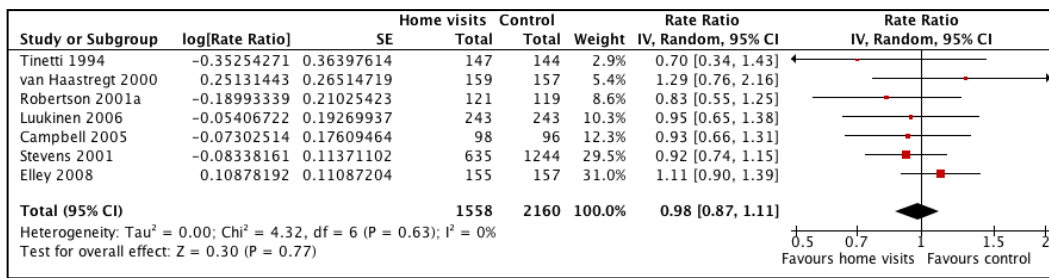 Home visits Control Rate Ratio Rate Ratio
Study or Subgroup log[Rate Ratio] SE Total Total Weight IV, Random, 95% CI IV, Random, 95% CI
Tinetti 1994 -0.35254271 0.36397614 147 144 2.9% 0.70 [0.34, 1.43]
van Haastregt 2000 0.25131443 0.26514719 159 157 5.4% 1.29 [0.76, 2.16]
Robertson 2001a -0.18993339 0.21025423 121 119 8.6% 0.83 [0.55, 1.25]
Luukinen 2006 -0.05406722 0.19269937 243 243 10.3% 0.95 [0.65, 1.38]
Campbell 2005 -0.07302514 0.17609464 98 96 12.3% 0.93 [0.66, 1.31]
Stevens 2001 -0.08338161 0.11371102 635 1244 29.5% 0.92 [0.74, 1.15]
Elley 2008 0.10878192 0.11087204 155 157 31.0% 1.11 [0.90, 1.39]
Total (95% CI) 1558 2160 100.0% 0.98 [0.87, 1.11]
Heterogeneity: Tau² = 0.00; Chi² = 4.32, df = 6 (P = 0.63); I² = 0%
Test for overall effect: Z = 0.30 (P = 0.77)
0.5 0.7 1 1.5 2
Favours home visits Favours control